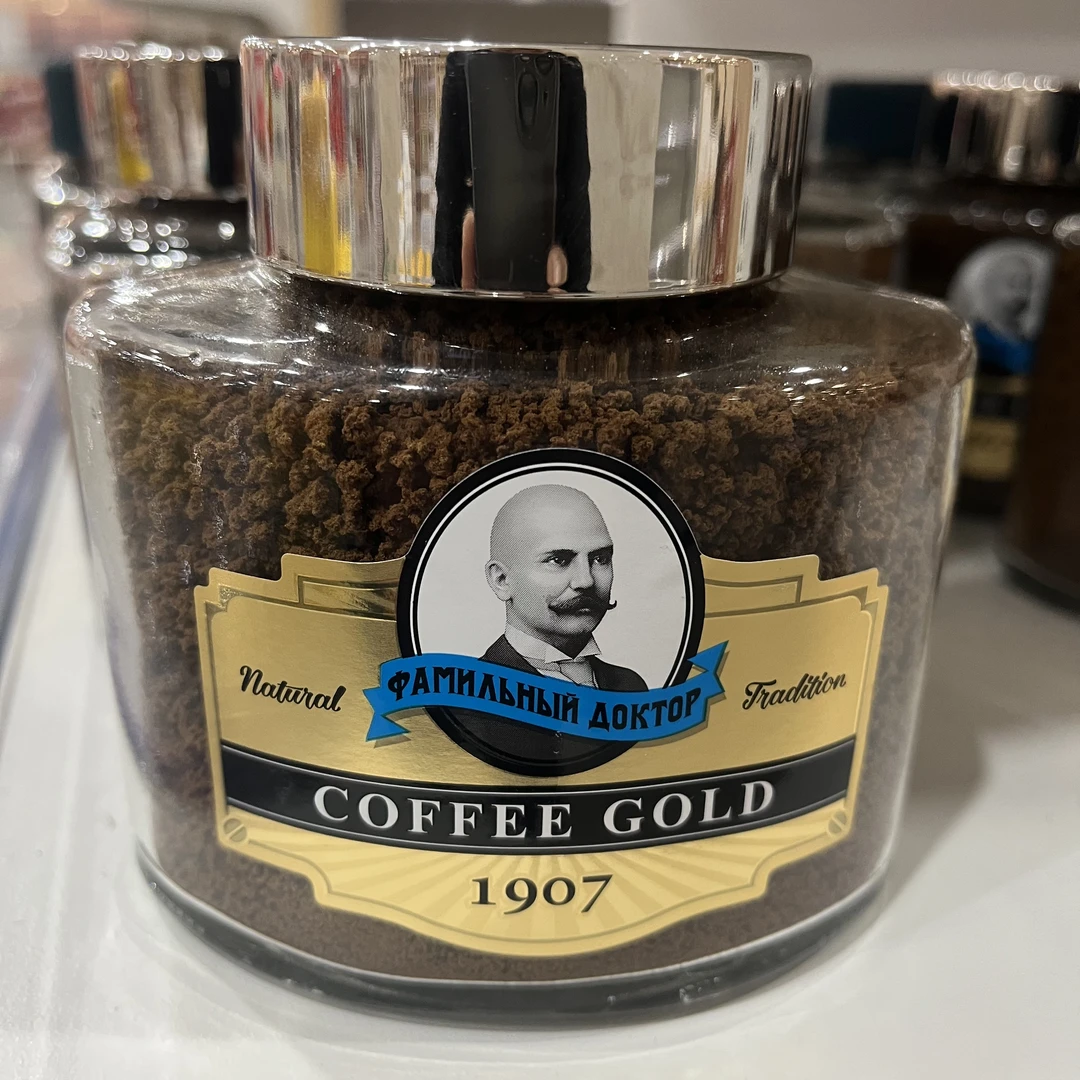 Natural
ФАМИЛЬНЫЙ ДОКТОР
Tradition
COFFEE GOLD
1907